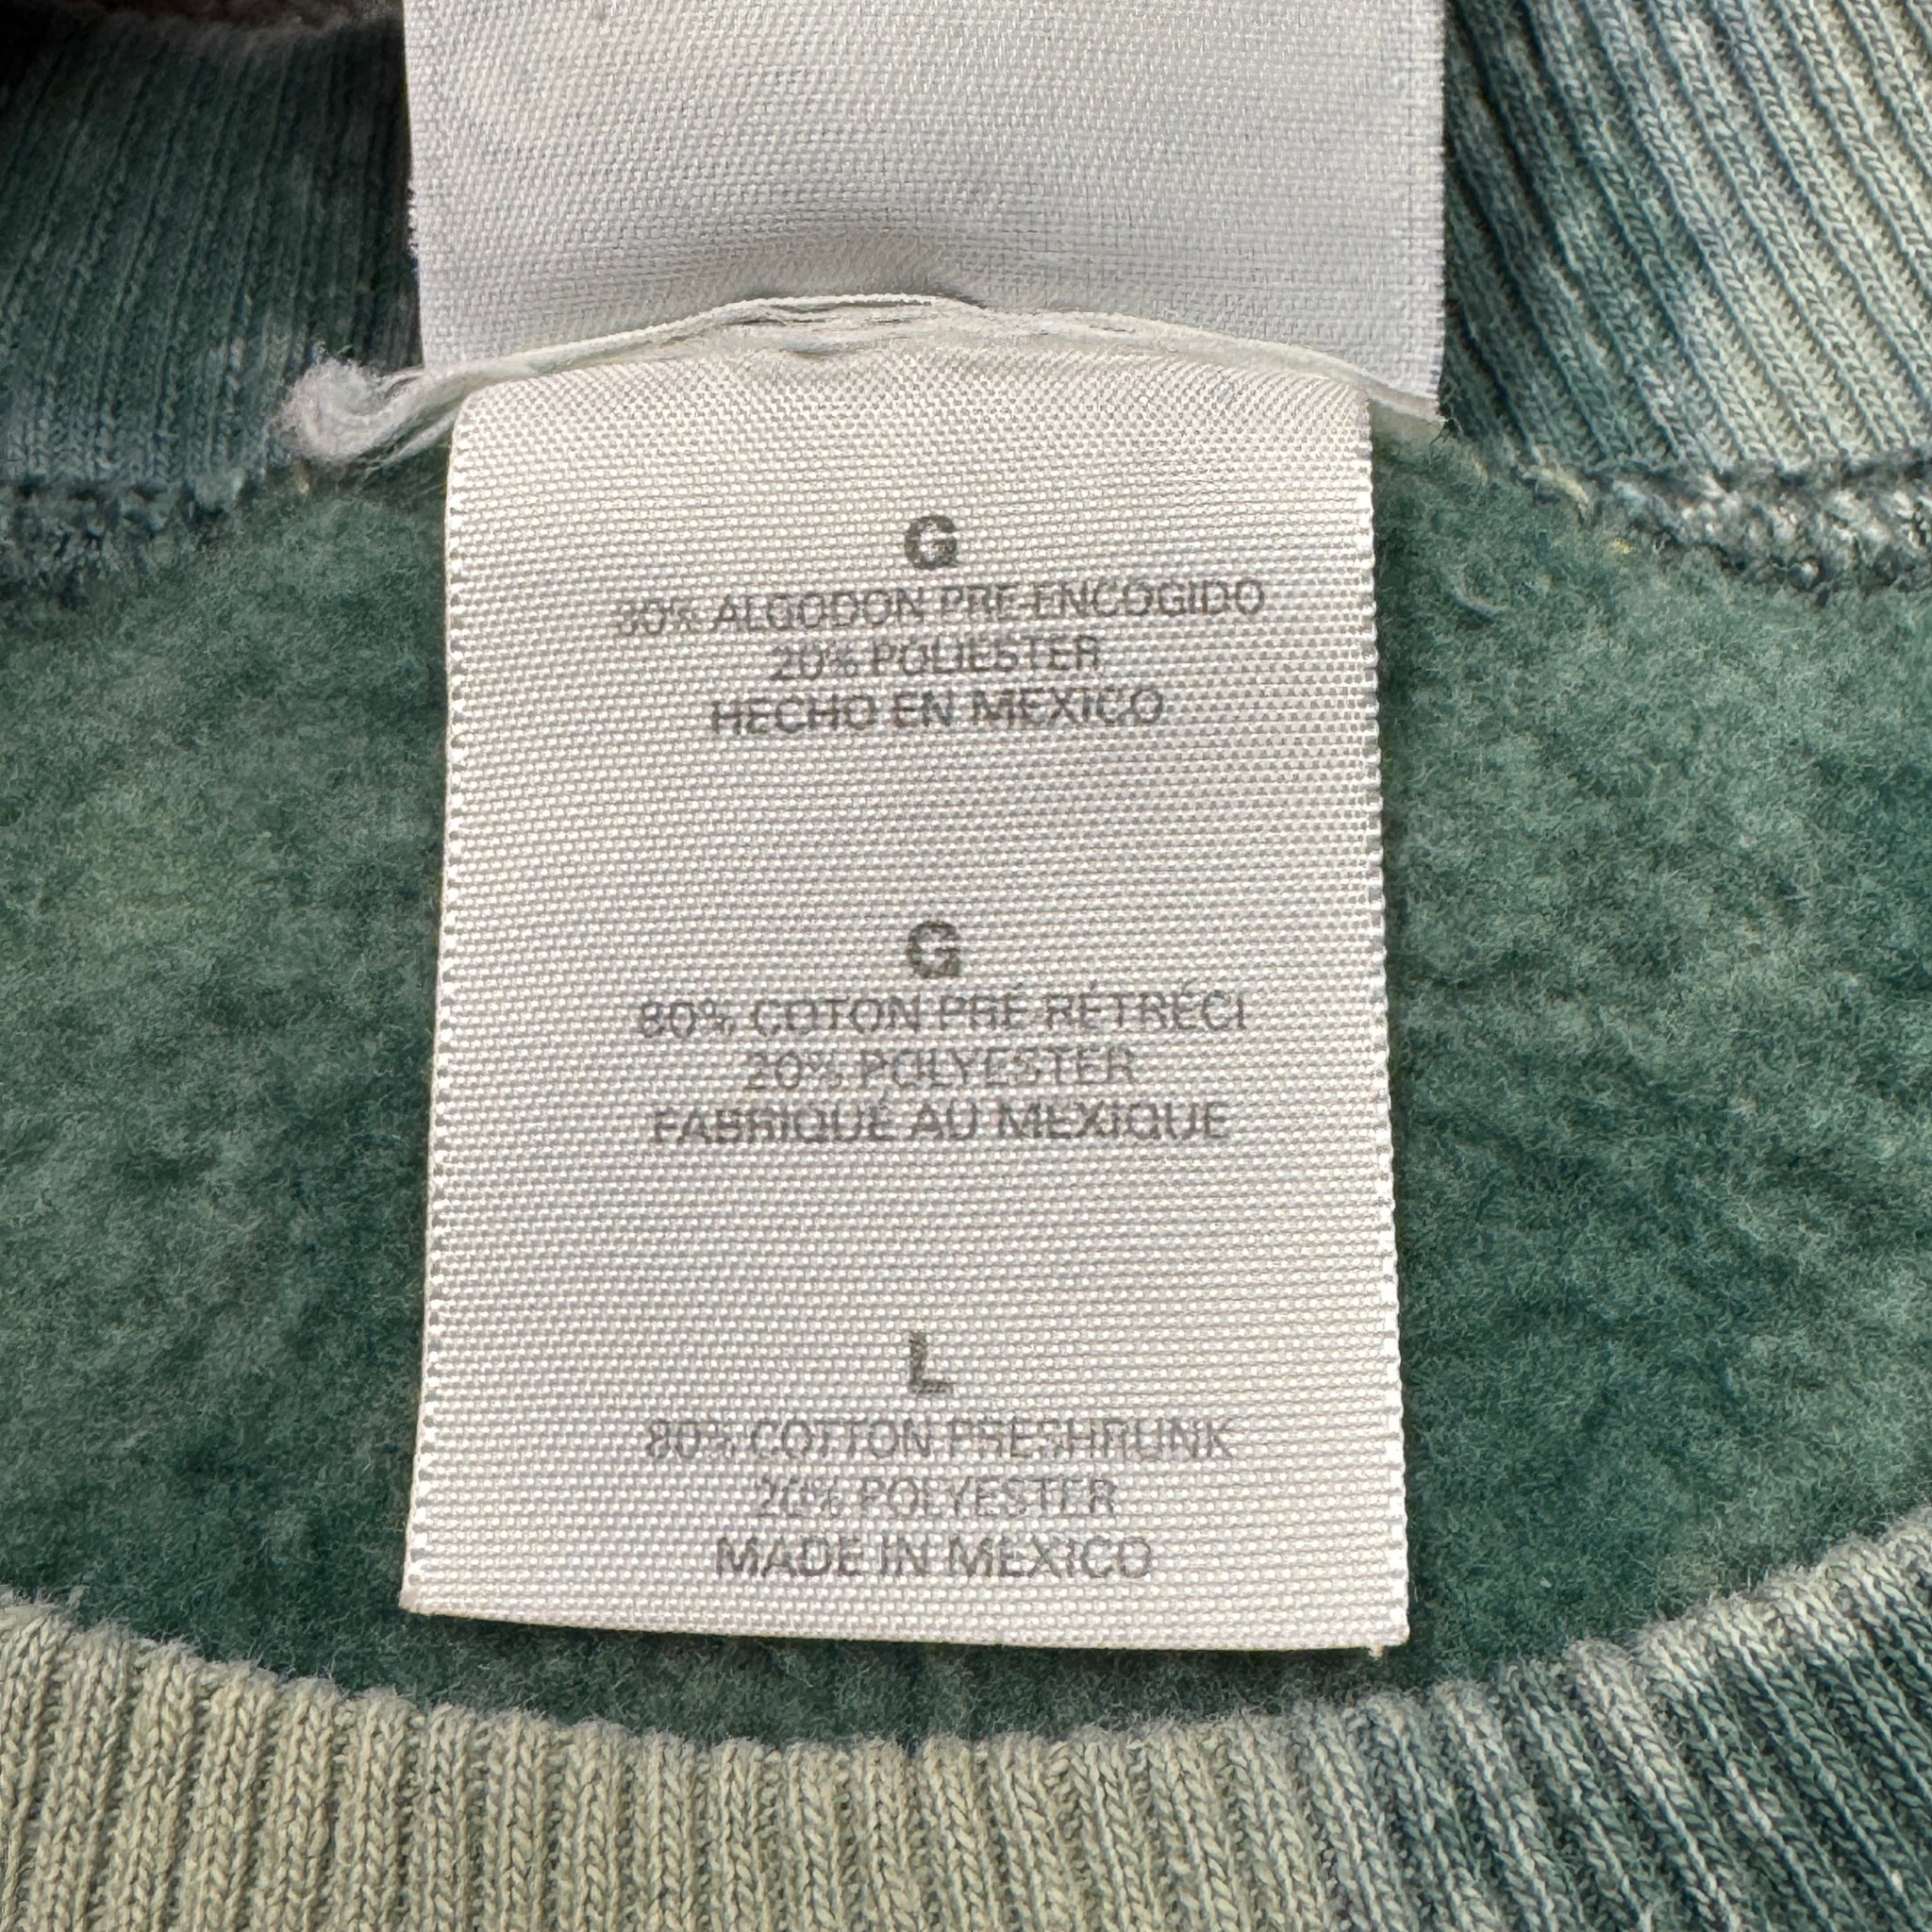 G
80% ALGODON PRE-ENCOGIDO
20% POLIESTER
HECHO EN MEXICO
G
80% COTON PRÉ RÉTRÉCI
20% POLYESTER
FABRIQUÉ AU MEXIQUE
L
80% COTTON PRESHRUNK
20% POLYESTER
MADE IN MEXICO